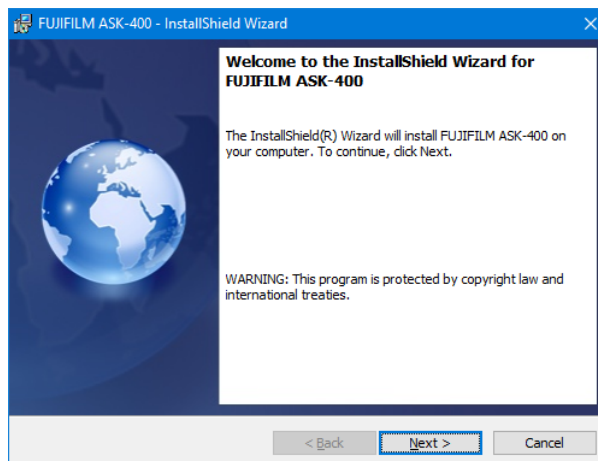 FUJIFILM ASK-400 - InstallShield Wizard
Welcome to the InstallShield Wizard for
FUJIFILM ASK-400
The InstallShield(R) Wizard will install FUJIFILM ASK-400 on
your computer. To continue, click Next.
WARNING: This program is protected by copyright law and
international treaties.
< Back
Next >
Cancel